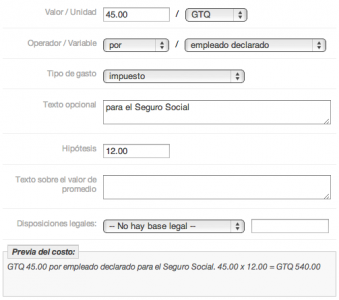 Valor / Unidad 45.00 / GTQ
Operador / Variable por / empleado declarado
Tipo de gasto impuesto
Texto opcional para el Seguro Social
Hipótesis 12.00
Texto sobre el valor de
promedio
Disposiciones legales: -- No hay base legal --
Previa del costo:
GTQ 45.00 por empleado declarado para el Seguro Social. 45.00 x 12.00 = GTQ 540.00